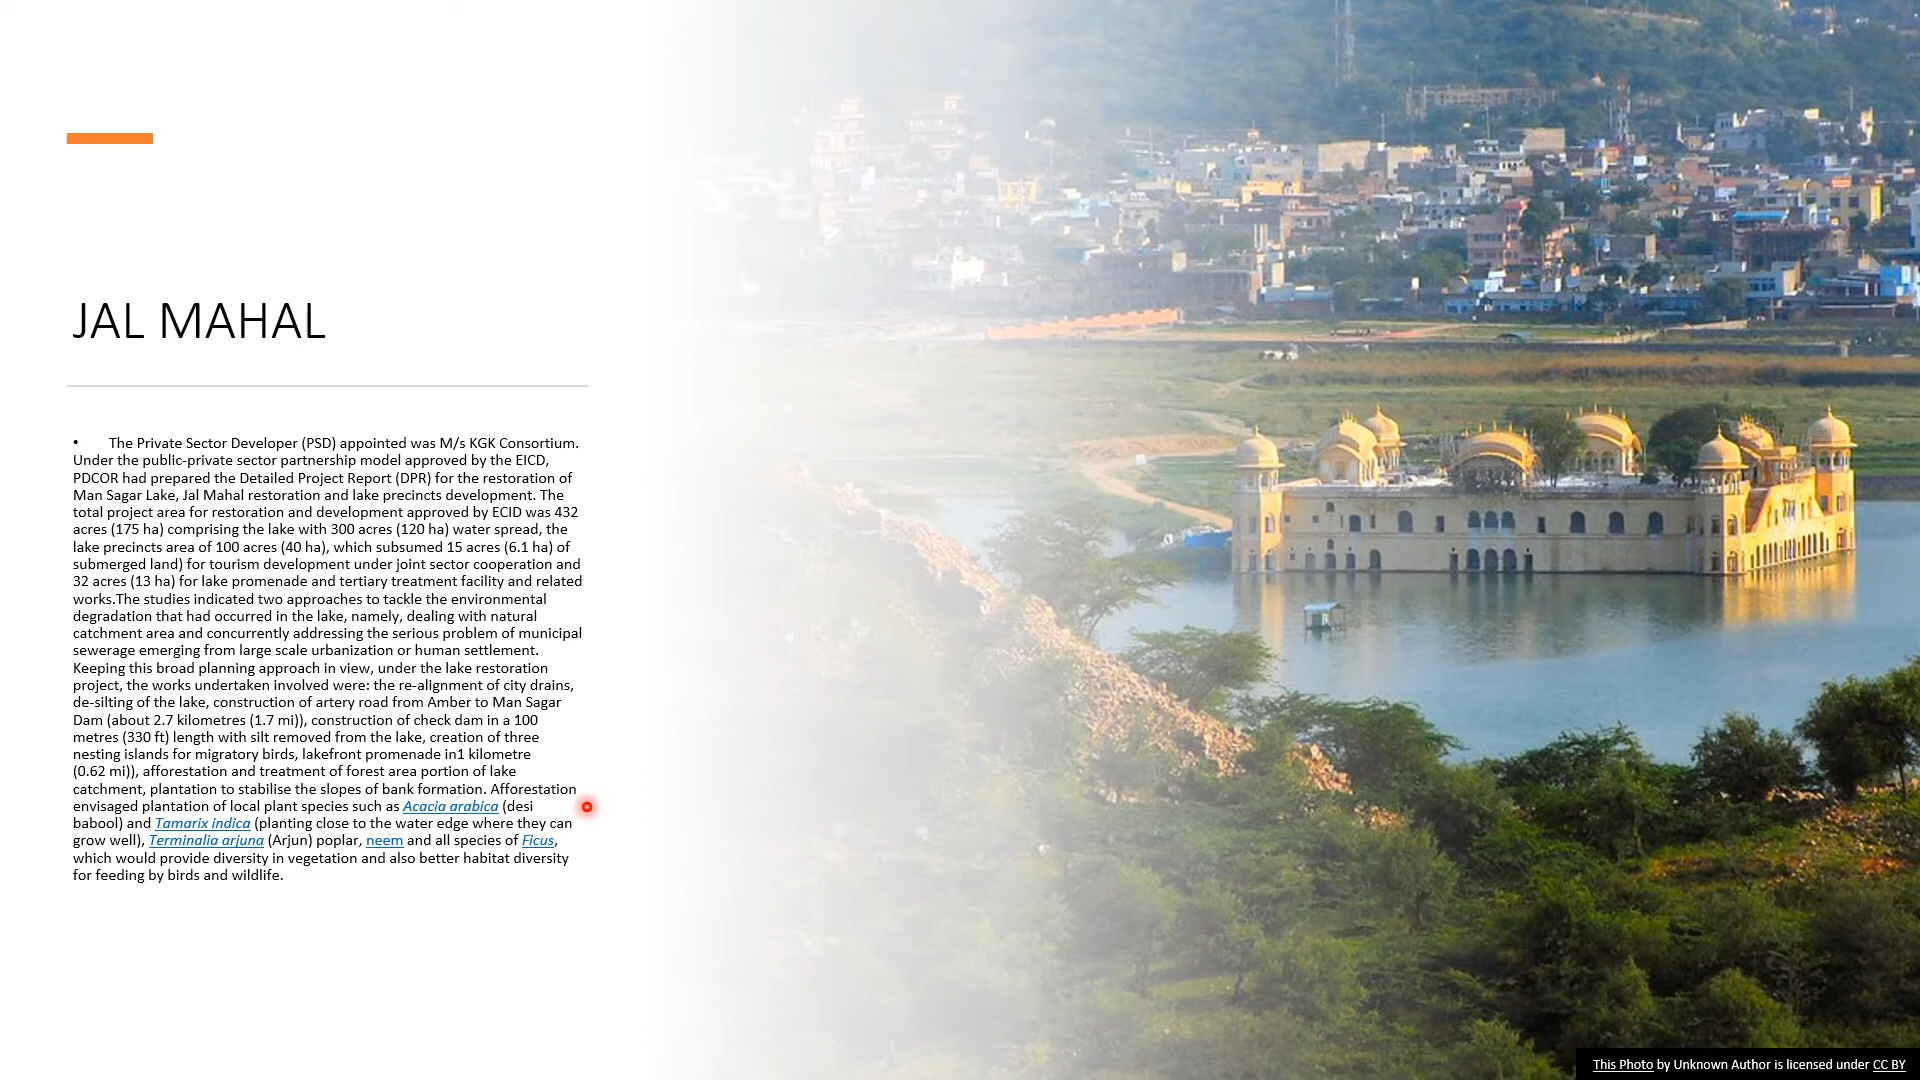 JAL MAHAL
• The Private Sector Developer (PSD) appointed was M/s KGK Consortium.
Under the public-private sector partnership model approved by the EICD,
PDCOR had prepared the Detailed Project Report (DPR) for the restoration of
Man Sagar Lake, Jal Mahal restoration and lake precincts development. The
total project area for restoration and development approved by ECID was 432
acres (175 ha) comprising the lake with 300 acres (120 ha) water spread, the
lake precincts area of 100 acres (40 ha), which subsumed 15 acres (6.1 ha) of
submerged land) for tourism development under joint sector cooperation and
32 acres (13 ha) for lake promenade and tertiary treatment facility and related
works.The studies indicated two approaches to tackle the environmental
degradation that had occurred in the lake, namely, dealing with natural
catchment area and concurrently addressing the serious problem of municipal
sewerage emerging from large scale urbanization or human settlement.
Keeping this broad planning approach in view, under the lake restoration
project, the works undertaken involved were: the re-alignment of city drains,
de-silting of the lake, construction of artery road from Amber to Man Sagar
Dam (about 2.7 kilometres (1.7 mi)), construction of check dam in a 100
metres (330 ft) length with silt removed from the lake, creation of three
nesting islands for migratory birds, lakefront promenade in1 kilometre
(0.62 mi)), afforestation and treatment of forest area portion of lake
catchment, plantation to stabilise the slopes of bank formation. Afforestation
envisaged plantation of local plant species such as Acacia arabica (desi
babool) and Tamarix indica (planting close to the water edge where they can
grow well), Terminalia arjuna (Arjun) poplar, neem and all species of Ficus,
which would provide diversity in vegetation and also better habitat diversity
for feeding by birds and wildlife.
This Photo by Unknown Author is licensed under CC BY